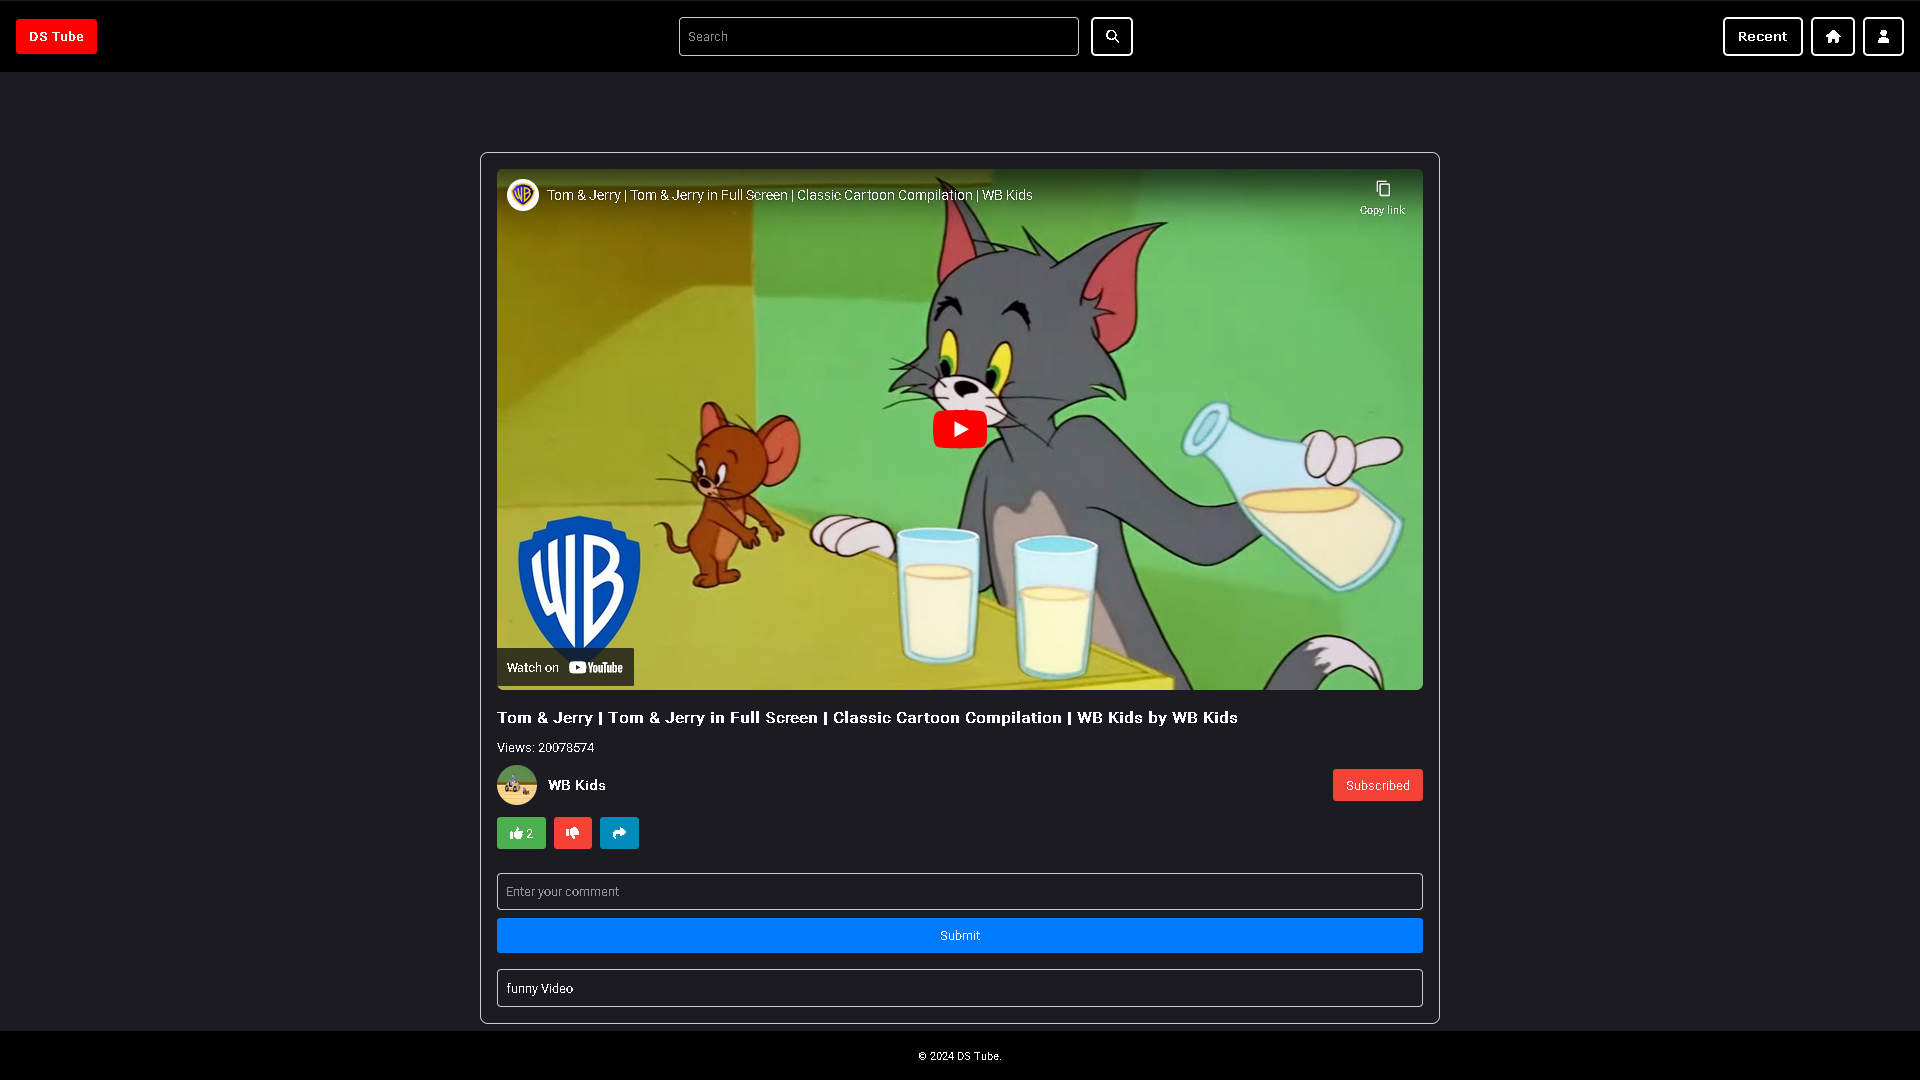 DS Tube
Search
Recent
Tom & Jerry | Tom & Jerry in Full Screen | Classic Cartoon Compilation | WB Kids
Copy link
WB
Watch on YouTube
Tom & Jerry | Tom & Jerry in Full Screen | Classic Cartoon Compilation | WB Kids by WB Kids
Views: 20078574
WB Kids
Subscribed
2
Enter your comment
Submit
funny Video
© 2024 DS Tube.